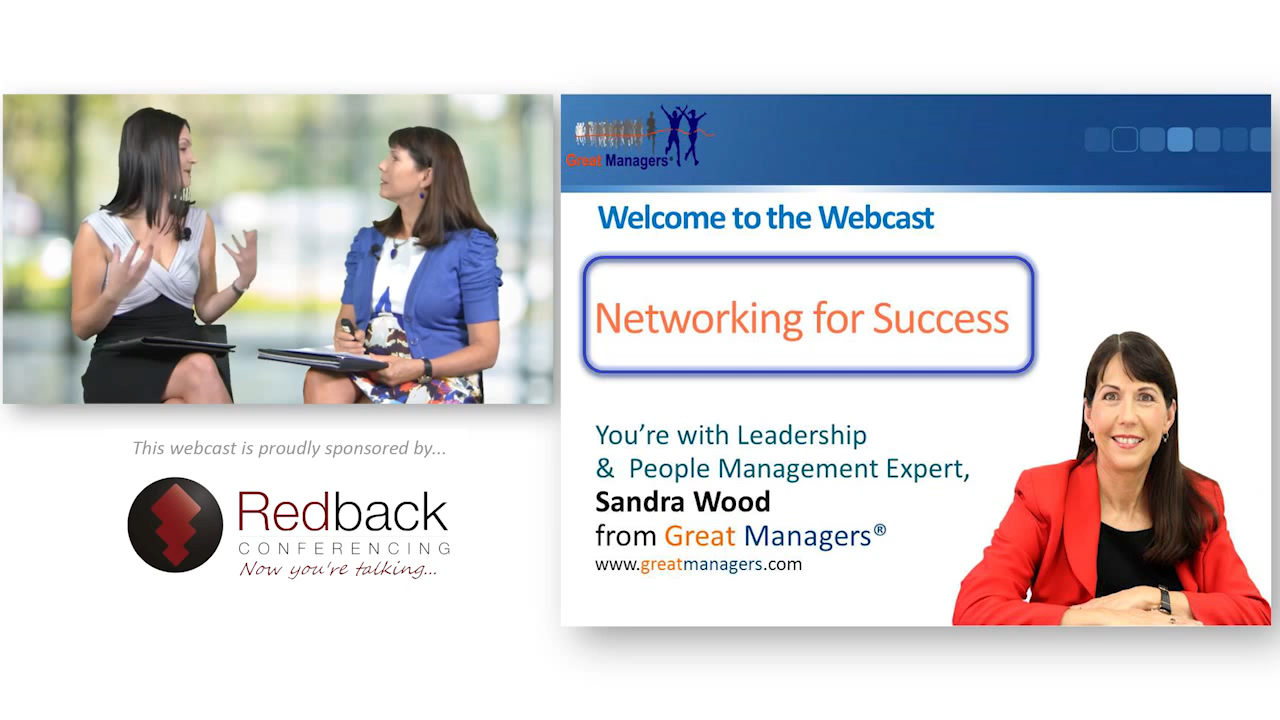 Great Managers®
Welcome to the Webcast
Networking for Success
You're with Leadership
& People Management Expert,
Sandra Wood
from Great Managers®
www.greatmanagers.com
This webcast is proudly sponsored by...
Redback
CONFERENCING
Now you're talking...